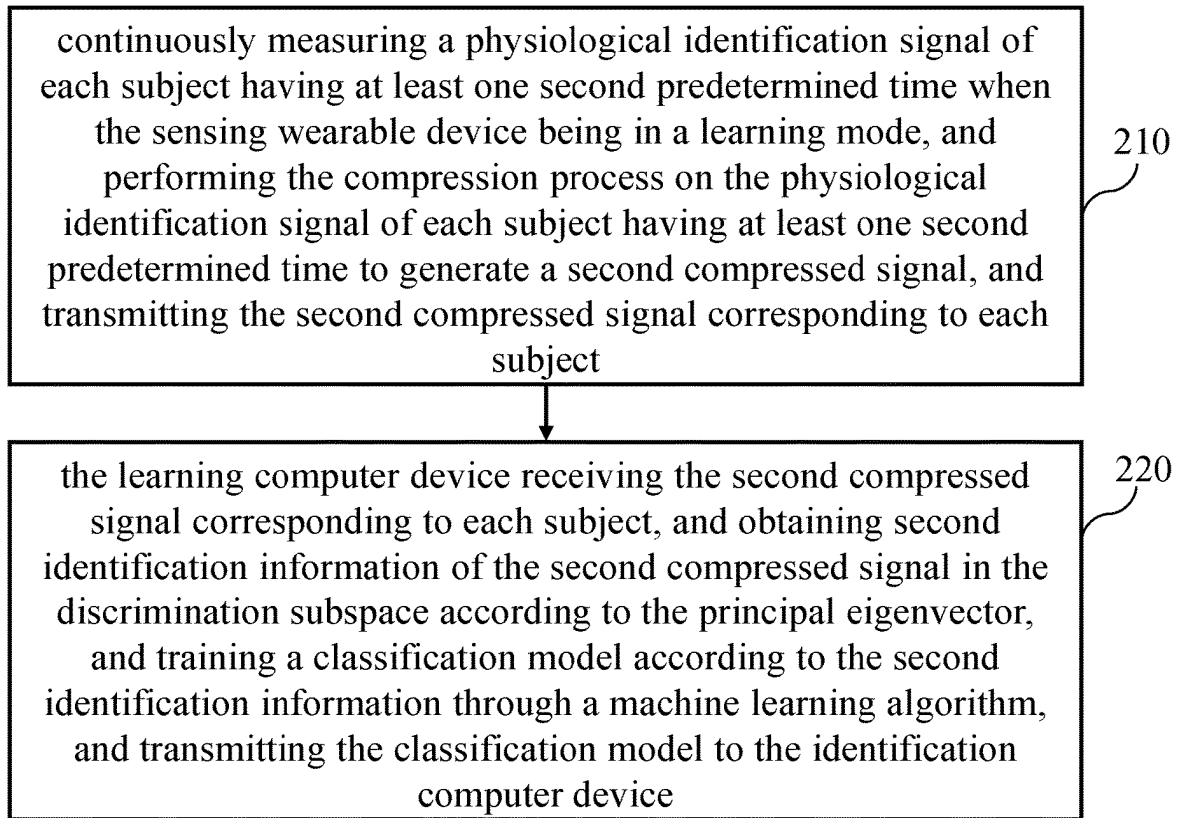 continuously measuring a physiological identification signal of
each subject having at least one second predetermined time when
the sensing wearable device being in a learning mode, and
performing the compression process on the physiological
identification signal of each subject having at least one second
predetermined time to generate a second compressed signal, and
transmitting the second compressed signal corresponding to each
subject
210
the learning computer device receiving the second compressed
signal corresponding to each subject, and obtaining second
identification information of the second compressed signal in the
discrimination subspace according to the principal eigenvector,
and training a classification model according to the second
identification information through a machine learning algorithm,
and transmitting the classification model to the identification
computer device
220